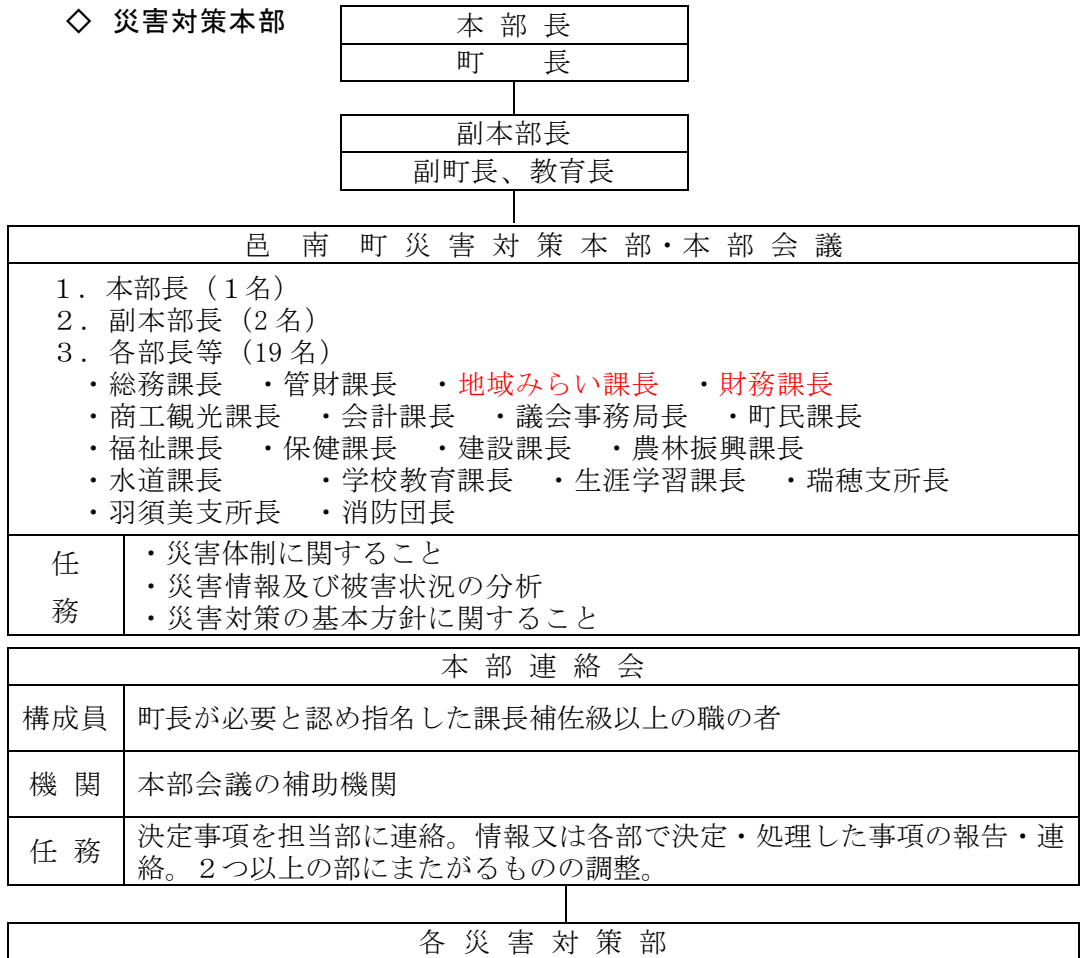 ◇ 災害対策本部
本 部 長
町 長
副本部長
副町長、教育長
邑 南 町 災 害 対 策 本 部・本 部 会 議
１．本部長（１名）
２．副本部長（2 名）
３．各部長等（19 名）
・総務課長 ・管財課長 ・地域みらい課長 ・財務課長
・商工観光課長 ・会計課長 ・議会事務局長 ・町民課長
・福祉課長 ・保健課長 ・建設課長 ・農林振興課長
・水道課長 ・学校教育課長 ・生涯学習課長 ・瑞穂支所長
・羽須美支所長 ・消防団長
任務
・災害体制に関すること
・災害情報及び被害状況の分析
・災害対策の基本方針に関すること
本 部 連 絡 会
構成員 町長が必要と認め指名した課長補佐級以上の職の者
機 関 本部会議の補助機関
任 務 決定事項を担当部に連絡。情報又は各部で決定・処理した事項の報告・連
絡。２つ以上の部にまたがるものの調整。
各 災 害 対 策 部